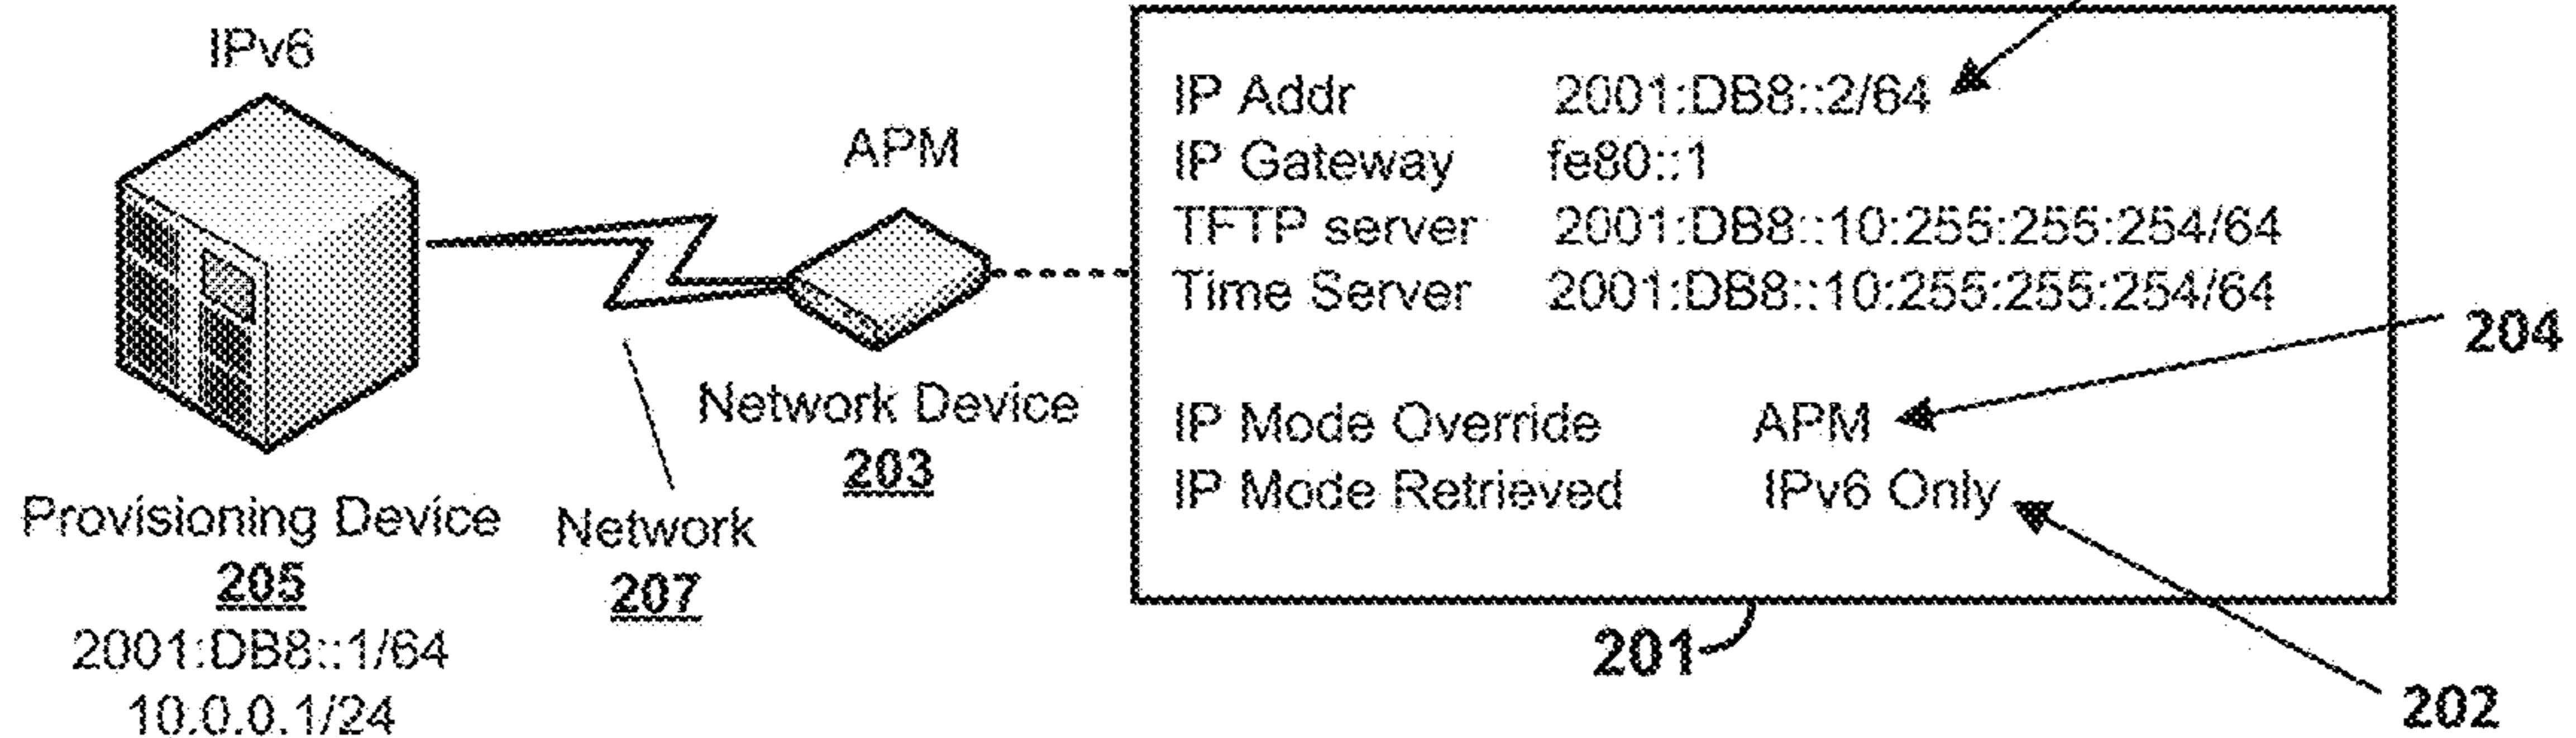 IPv6
APM
Network Device
203
Provisioning Device
205
2001:DB8::1/64
10.0.0.1/24
Network
207
IP Addr 2001:DB8::2/64
IP Gateway fe80::1
TFTP server 2001:DB8::10:255:255:254/64
Time Server 2001:DB8::10:255:255:254/64
IP Mode Override APM
IP Mode Retrieved IPv6 Only
204
201
202